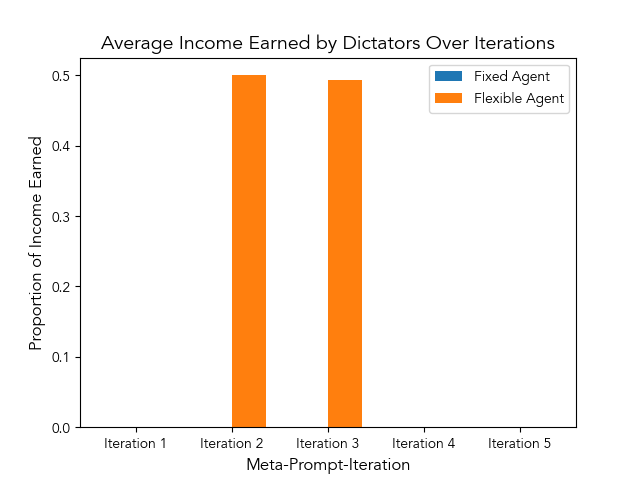 Average Income Earned by Dictators Over Iterations
Fixed Agent
Flexible Agent
Proportion of Income Earned
0.5
0.4
0.3
0.2
0.1
0.0
Iteration 1
Iteration 2
Iteration 3
Iteration 4
Iteration 5
Meta-Prompt-Iteration